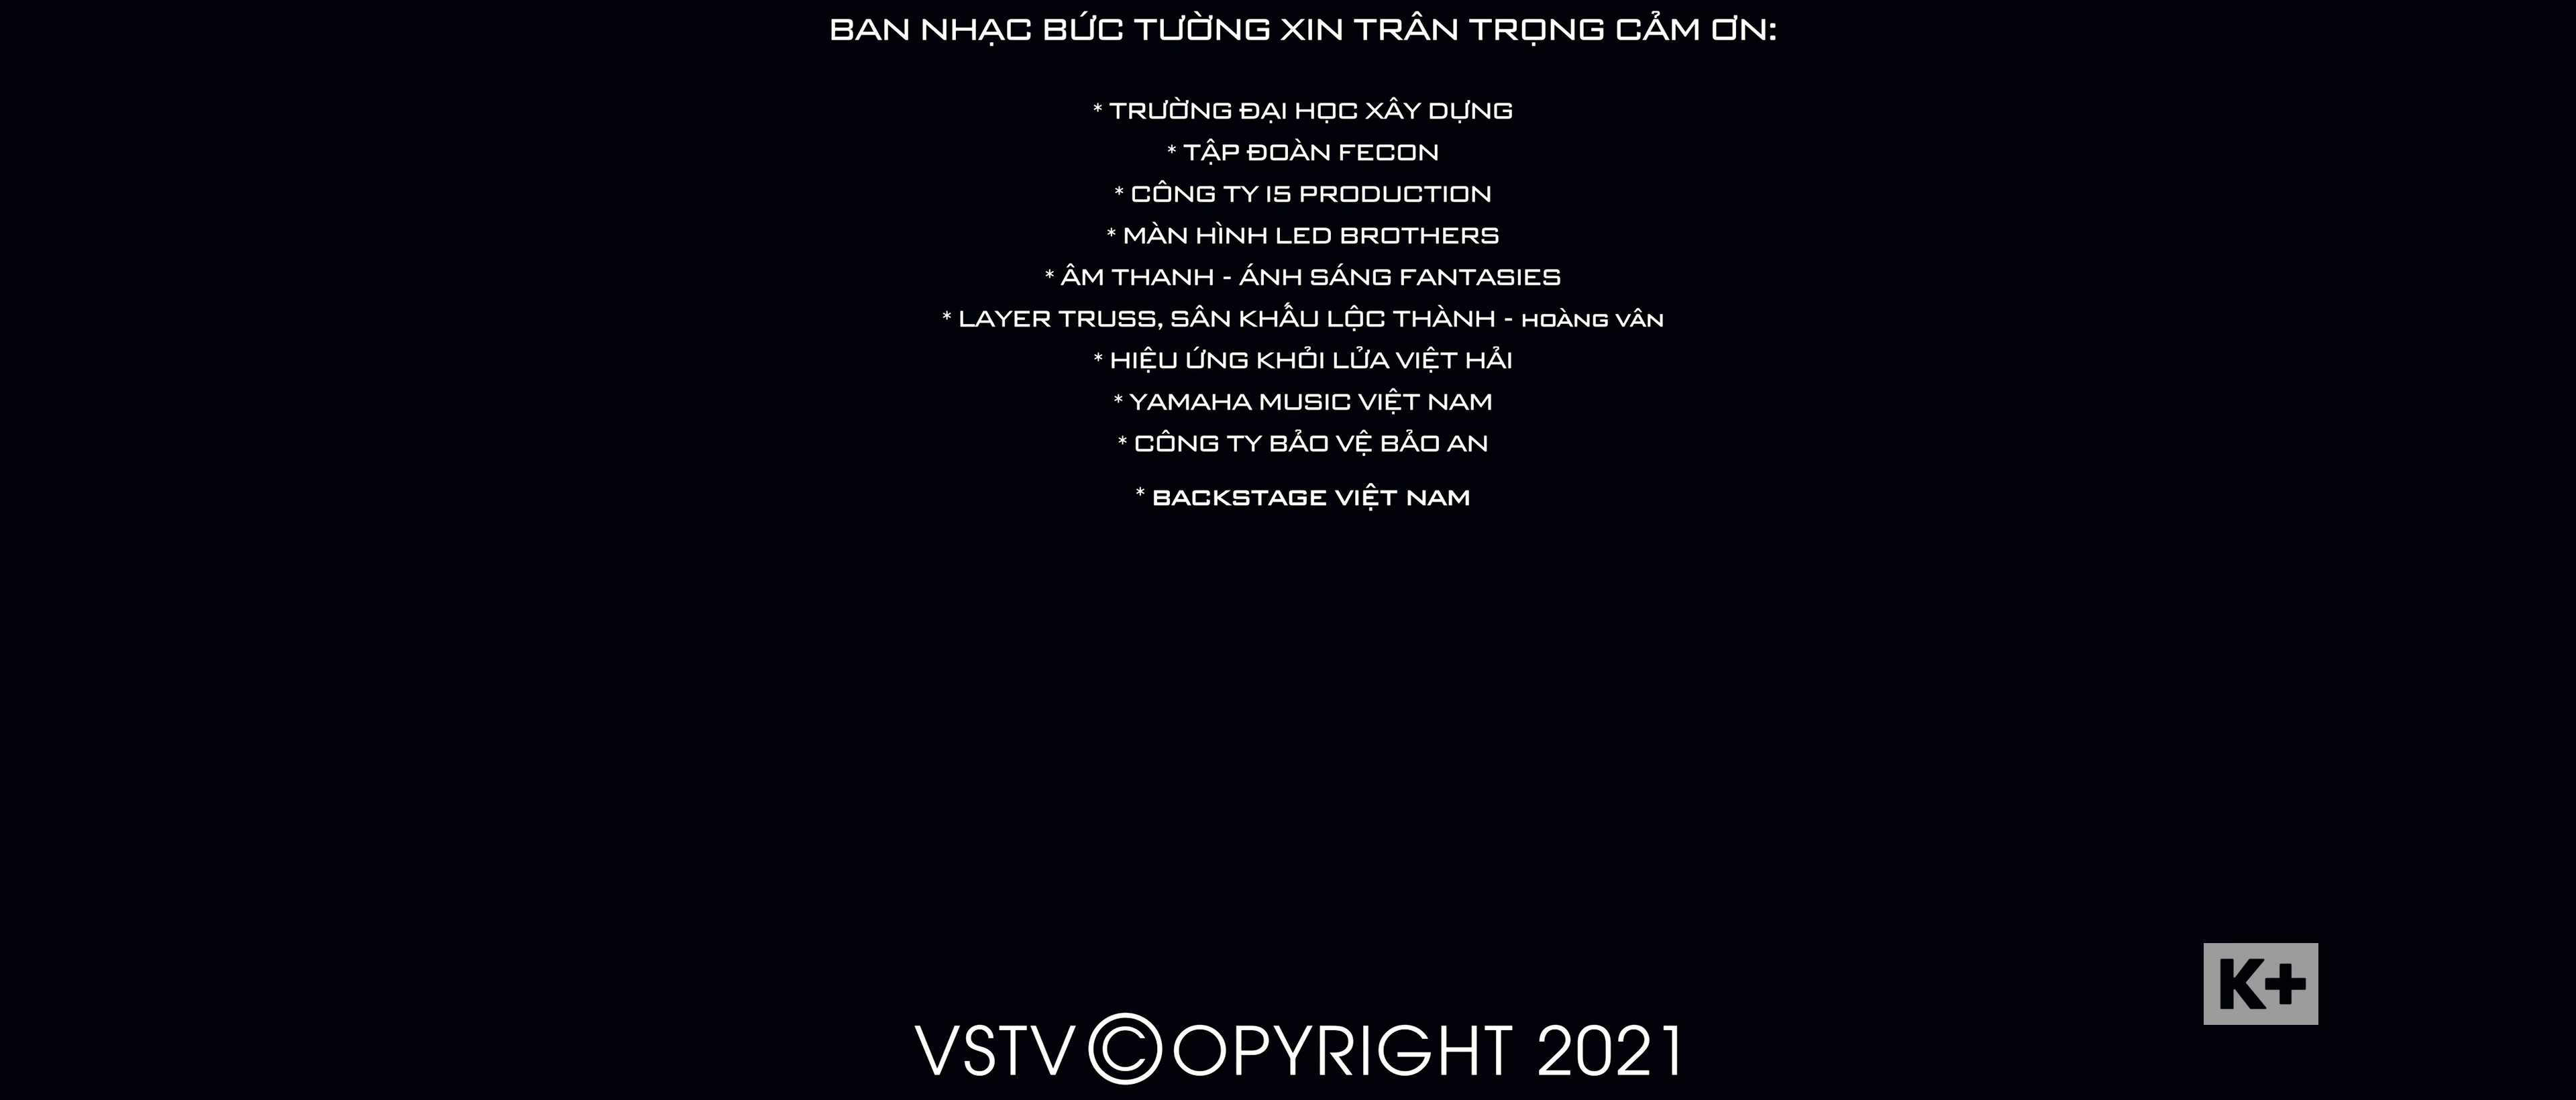 BAN NHẠC BỨC TƯỜNG XIN TRÂN TRỌNG CẢM ƠN:
* TRƯỜNG ĐẠI HỌC XÂY DỰNG
* TẬP ĐOÀN FECON
* CÔNG TY I5 PRODUCTION
* MÀN HÌNH LED BROTHERS
* ÂM THANH - ÁNH SÁNG FANTASIES
* LAYER TRUSS, SÂN KHẤU LỘC THÀNH - HOÀNG VÂN
* HIỆU ỨNG KHỎI LỬA VIỆT HẢI
* YAMAHA MUSIC VIỆT NAM
* CÔNG TY BẢO VỆ BẢO AN
* BACKSTAGE VIỆT NAM
K+
VSTV ©OPYRIGHT 2021